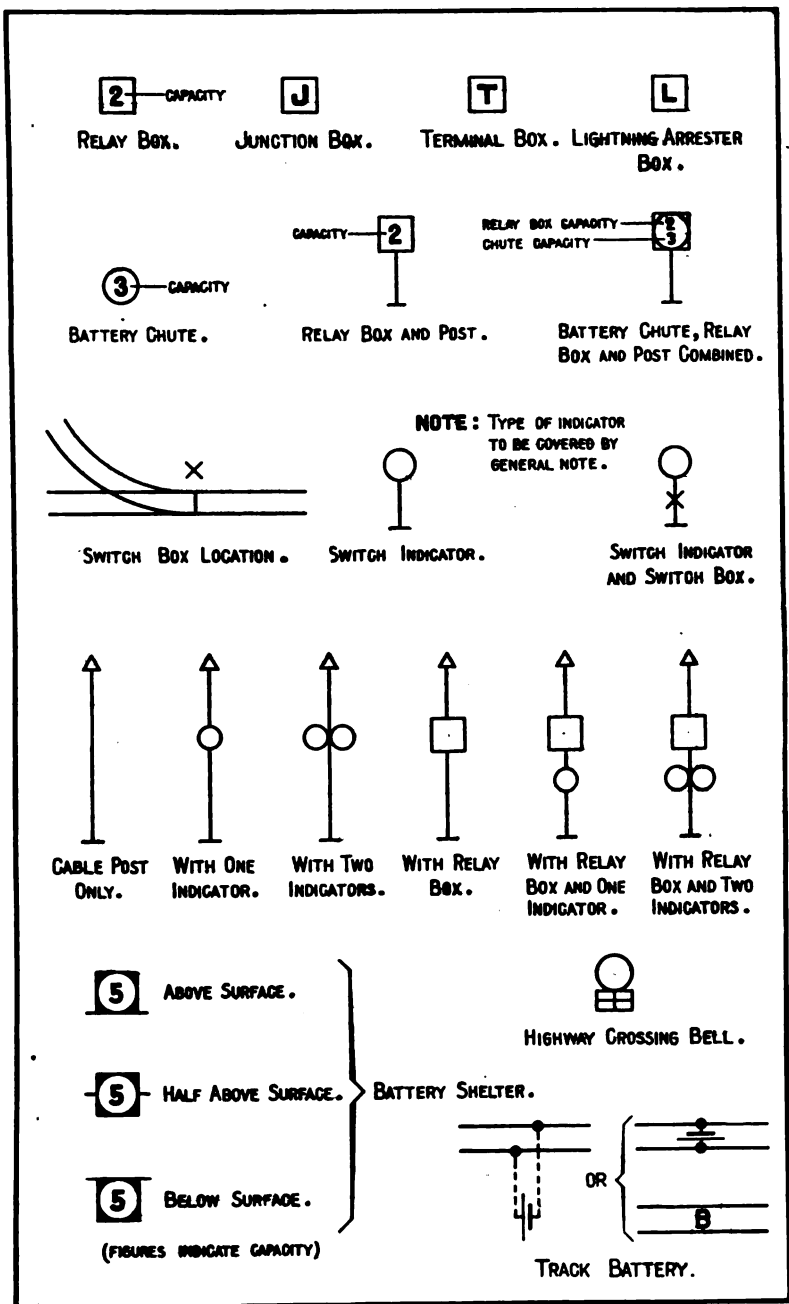 2 CAPACITY J T L
RELAY BOX. JUNCTION BOX. TERMINAL BOX. LIGHTNING ARRESTER
BOX.
CAPACITY 2
RELAY BOX CAPACITY 2
CHUTE CAPACITY 3
3 CAPACITY
BATTERY CHUTE. RELAY BOX AND POST. BATTERY CHUTE, RELAY
BOX AND POST COMBINED.
NOTE: TYPE OF INDICATOR
TO BE COVERED BY
GENERAL NOTE.
SWITCH BOX LOCATION. SWITCH INDICATOR. SWITCH INDICATOR
AND SWITCH BOX.
CABLE POST
ONLY.
WITH ONE
INDICATOR.
WITH TWO
INDICATORS.
WITH RELAY
BOX.
WITH RELAY
BOX AND ONE
INDICATOR.
WITH RELAY
BOX AND TWO
INDICATORS.
5 ABOVE SURFACE.
5 HALF ABOVE SURFACE.
5 BELOW SURFACE.
(FIGURES INDICATE CAPACITY)
BATTERY SHELTER.
HIGHWAY CROSSING BELL.
OR
B
TRACK BATTERY.